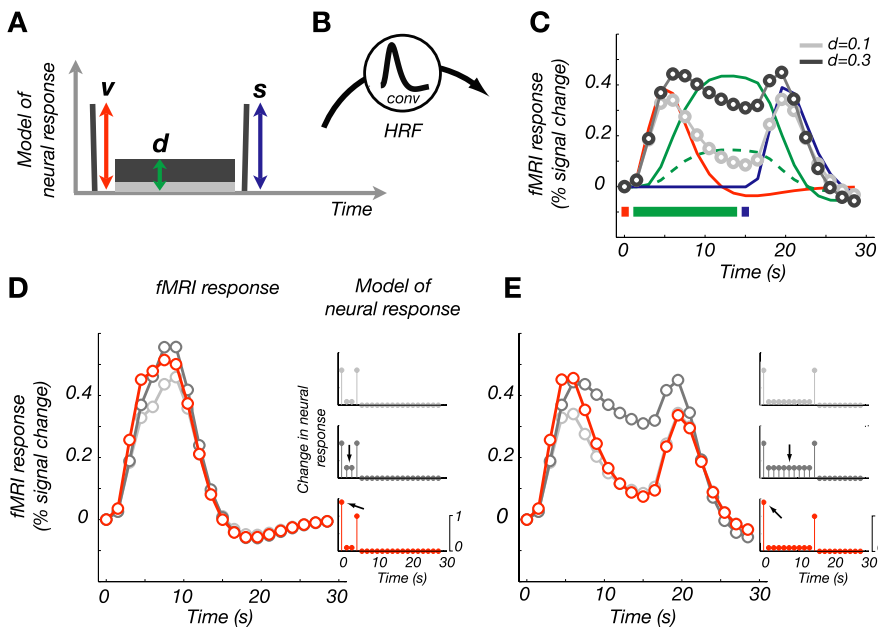 A
Model of
neural response
v
d
s
Time
B
conv
HRF
C
d=0.1
d=0.3
fMRI response
(% signal change)
0.4
0.2
0
0
10
20
30
Time (s)
D
fMRI response
Model of
neural response
fMRI response
(% signal change)
0.4
0.2
0
0
10
20
30
Time (s)
Change in neural
response
1
0
0
10
20
30
Time (s)
E
0.4
0.2
0
0
10
20
30
Time (s)
1
0
0
10
20
30
Time (s)